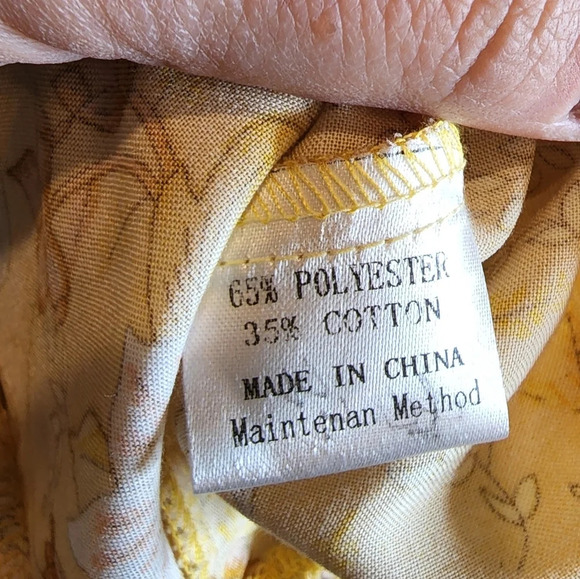 65% POLYESTER
35% COTTON
MADE IN CHINA
Maintenan Method